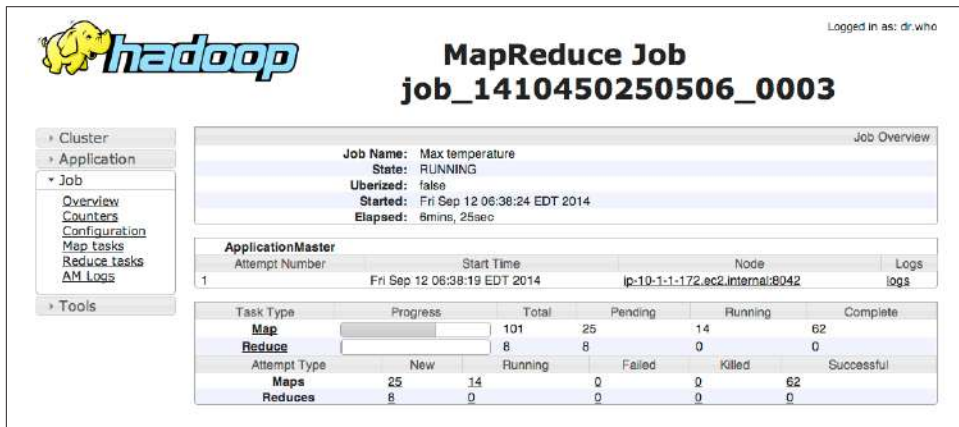 Logged in as: dr.who
hadoop
MapReduce Job
job_1410450250506_0003
Cluster
Application
Job
Overview
Counters
Configuration
Map tasks
Reduce tasks
AM Logs
Tools
Job Overview
Job Name: Max temperature
State: RUNNING
Uberized: false
Started: Fri Sep 12 06:38:24 EDT 2014
Elapsed: 6mins, 25sec
ApplicationMaster
Attempt Number Start Time Node Logs
1 Fri Sep 12 06:38:19 EDT 2014 ip-10-1-1-172.ec2.internal:8042 logs
Task Type Progress Total Pending Running Complete
Map 101 25 14 62
Reduce 8 8 0 0
Attempt Type New Running Failed Killed Successful
Maps 25 14 0 0 62
Reduces 8 0 0 0 0